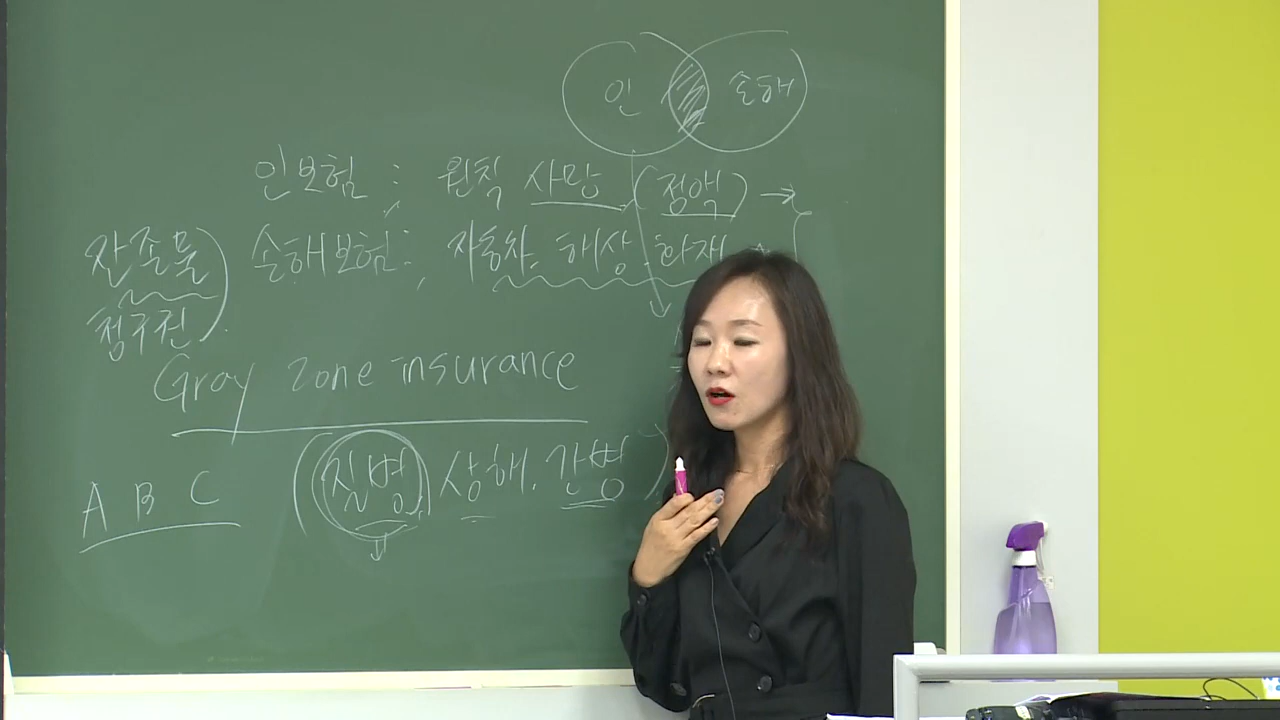 인 손해
인보험 : 원칙 사망 (정액) →
손해보험 : 자동차, 해상, 화재
잔존물
청구권
Gray zone insurance
(질병, 상해, 간병)
A B C